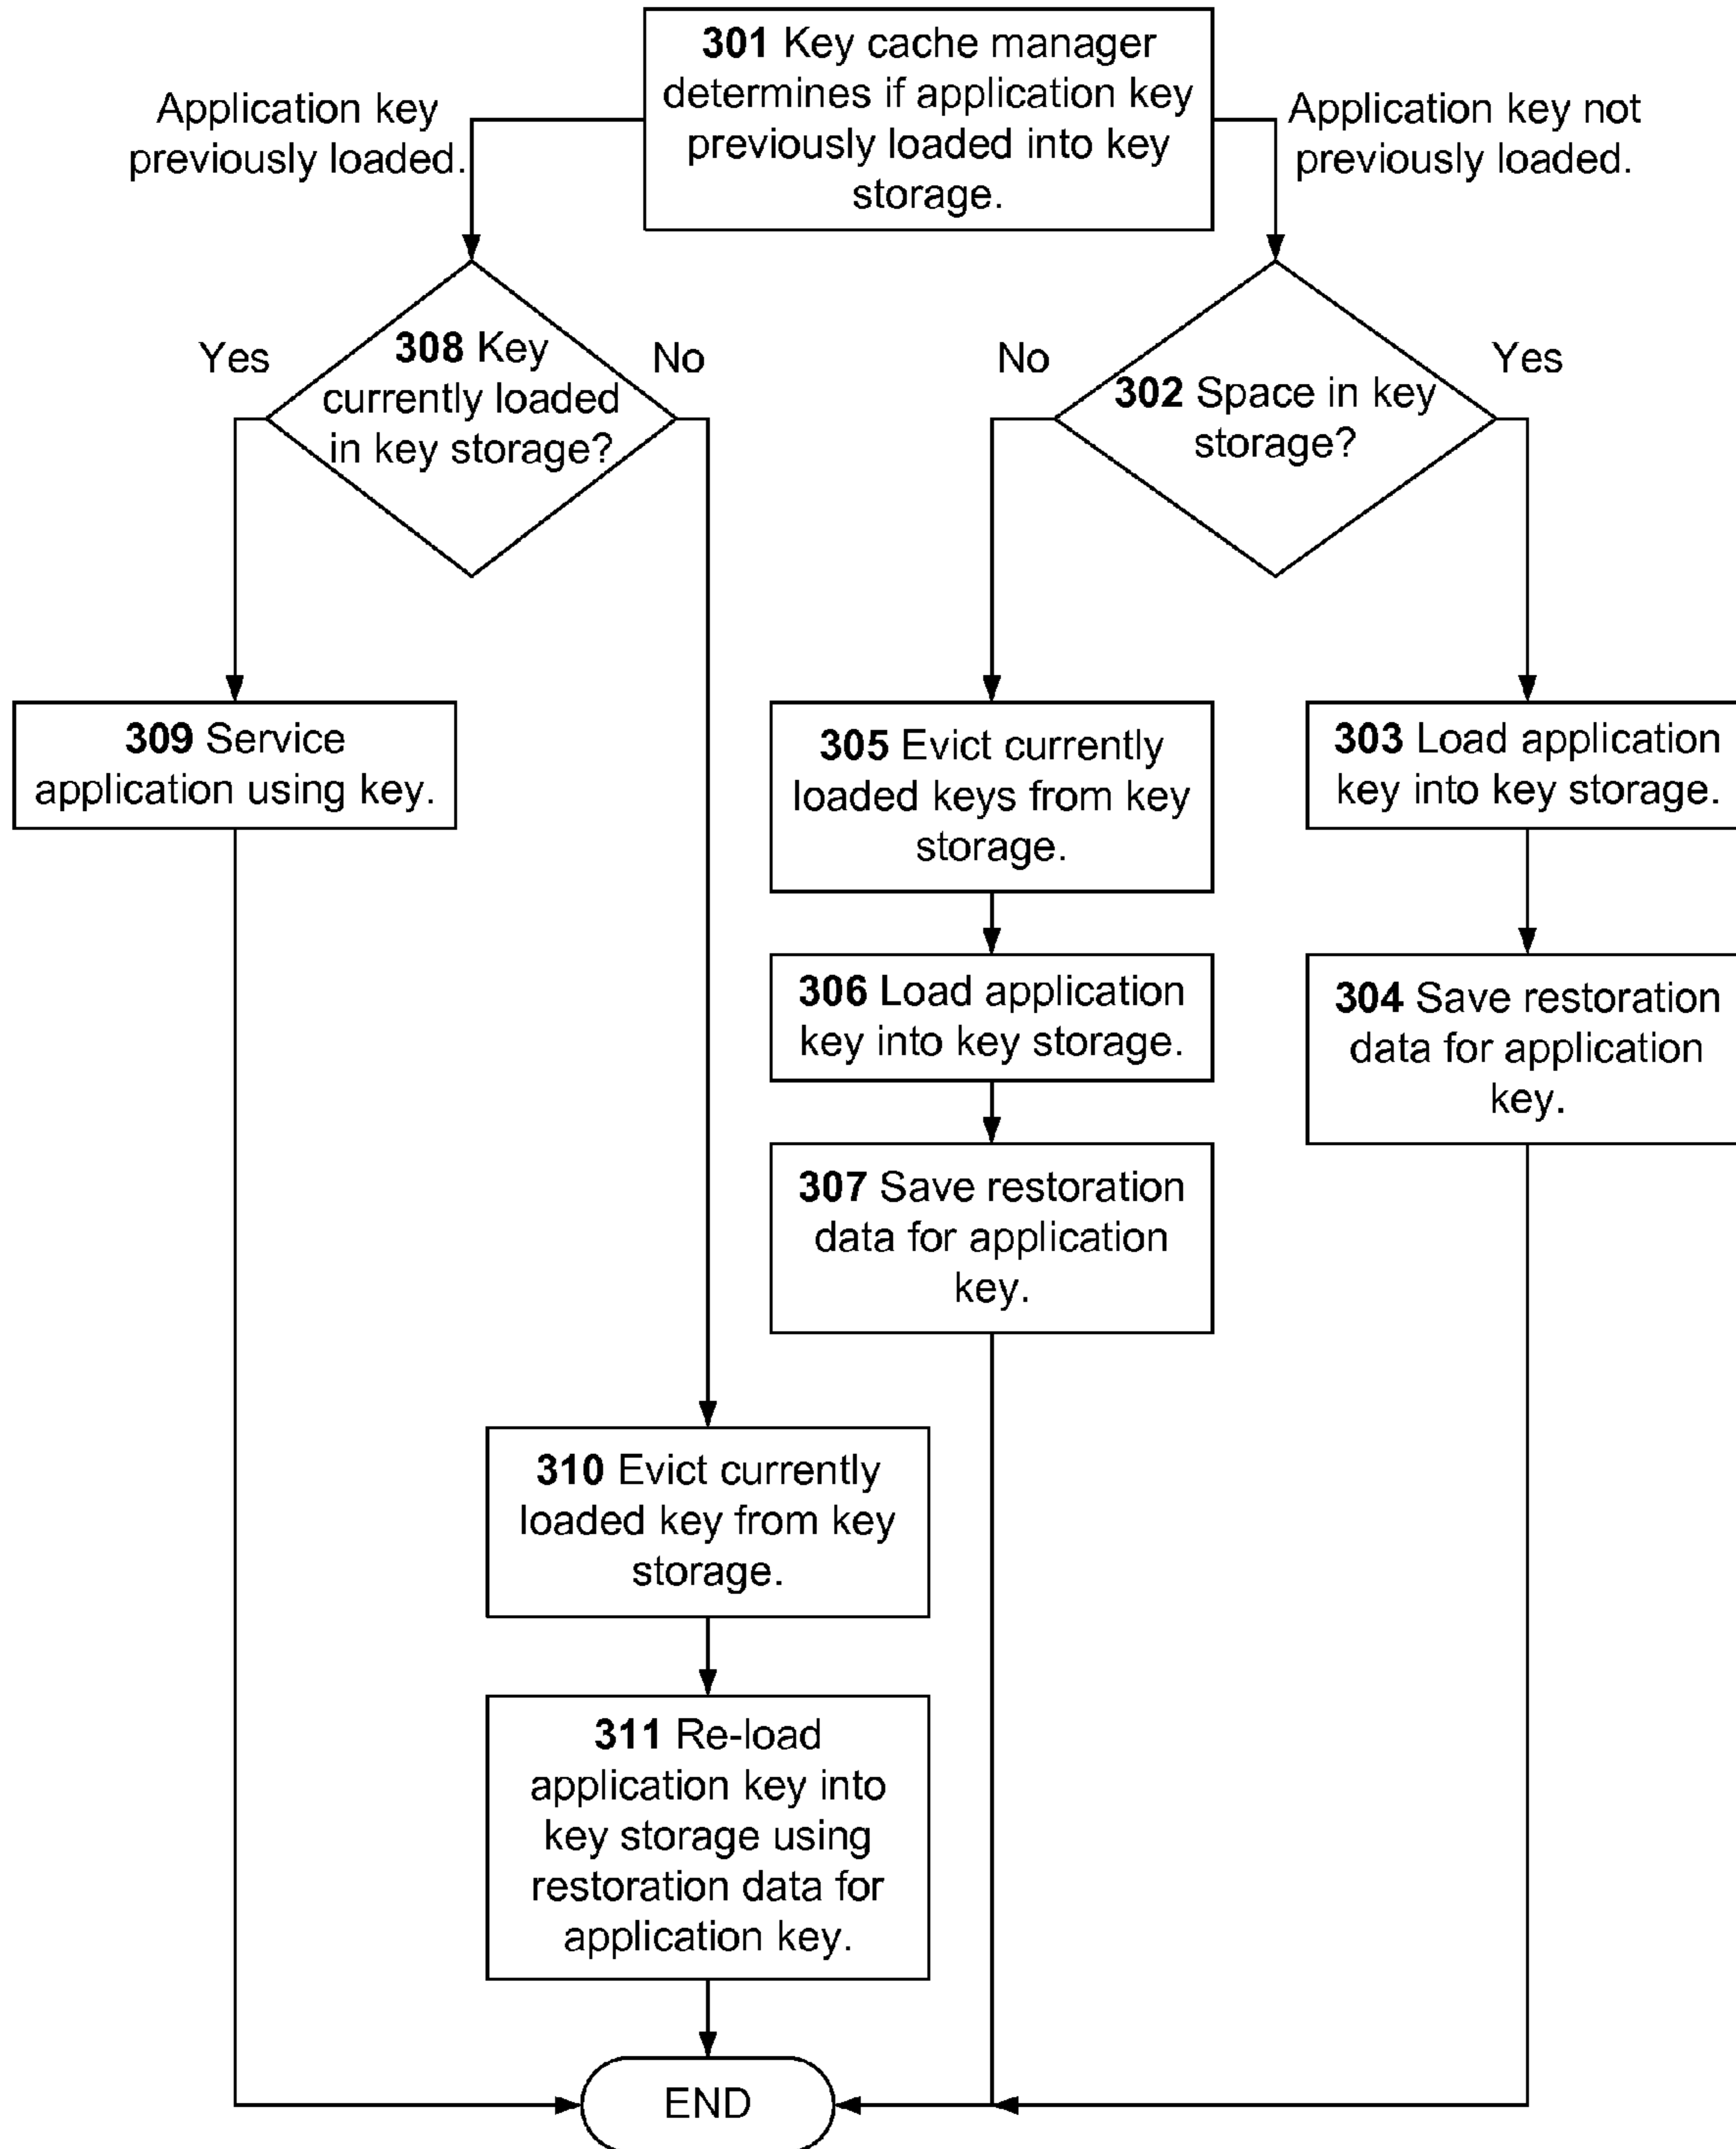 301 Key cache manager
determines if application key
previously loaded into key
storage.
Application key
previously loaded.
Application key not
previously loaded.
308 Key
currently loaded
in key storage?
Yes
No
302 Space in key
storage?
No
Yes
309 Service
application using key.
305 Evict currently
loaded keys from key
storage.
303 Load application
key into key storage.
306 Load application
key into key storage.
304 Save restoration
data for application
key.
307 Save restoration
data for application
key.
310 Evict currently
loaded key from key
storage.
311 Re-load
application key into
key storage using
restoration data for
application key.
END